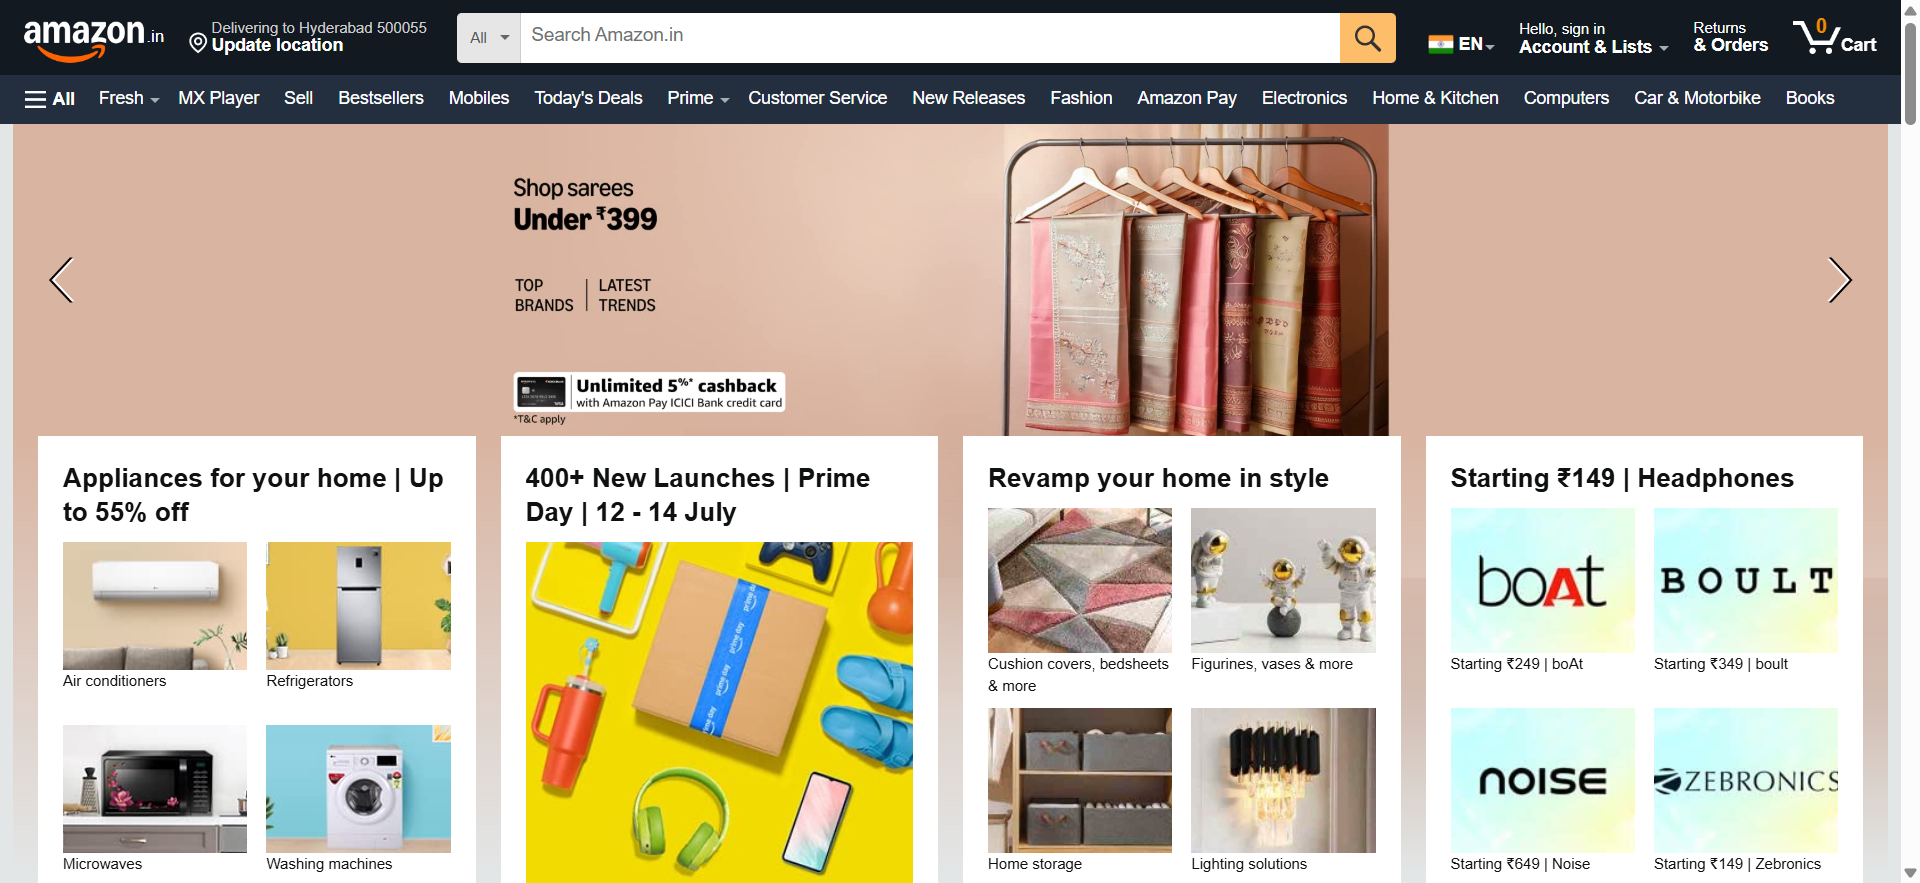 amazon.in
Delivering to Hyderabad 500055
Update location
All
Search Amazon.in
EN
Hello, sign in
Account & Lists
Returns
& Orders
0
Cart
All
Fresh
MX Player
Sell
Bestsellers
Mobiles
Today's Deals
Prime
Customer Service
New Releases
Fashion
Amazon Pay
Electronics
Home & Kitchen
Computers
Car & Motorbike
Books
Shop sarees
Under ₹399
TOP
BRANDS
LATEST
TRENDS
Unlimited 5%* cashback
with Amazon Pay ICICI Bank credit card
*T&C apply
Appliances for your home | Up
to 55% off
Air conditioners
Refrigerators
Microwaves
Washing machines
400+ New Launches | Prime
Day | 12 - 14 July
prime day
prime day
prime day
Revamp your home in style
Cushion covers, bedsheets
& more
Figurines, vases & more
Home storage
Lighting solutions
Starting ₹149 | Headphones
boAt
BOULT
Starting ₹249 | boAt
Starting ₹349 | boult
noise
ZEBRONICS
Starting ₹649 | Noise
Starting ₹149 | Zebronics